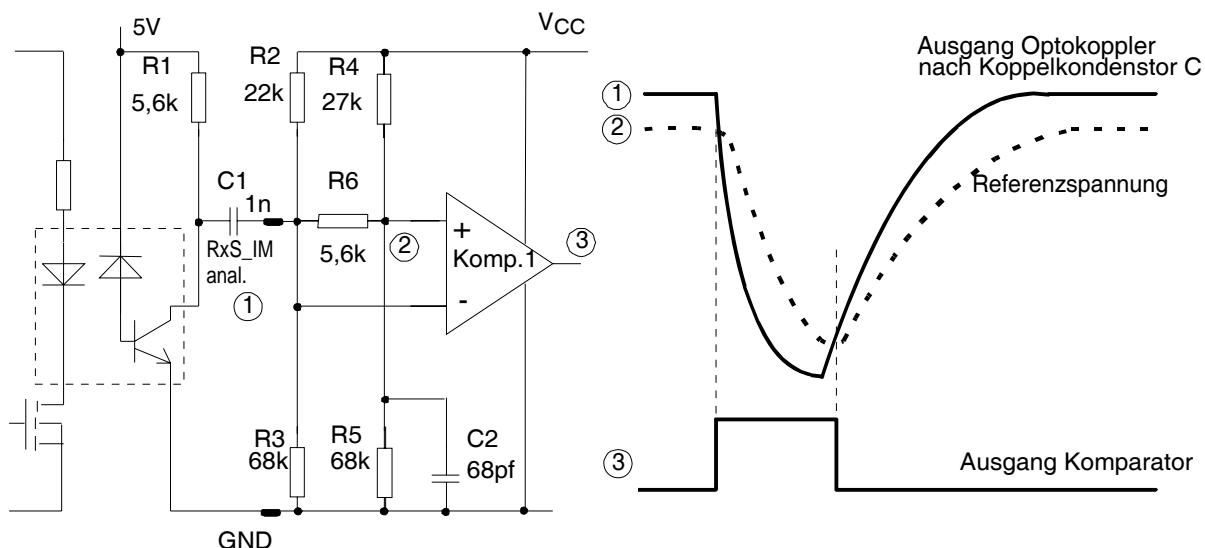 5V
VCC
R1
5,6k
R2
22k
R4
27k
C1
1n
R6
5,6k
RxS_IM
anal.
1
2
+
-
Komp.1
3
R3
68k
R5
68k
C2
68pf
GND
Ausgang Optokoppler
nach Koppelkondenstor C
1
2
Referenzspannung
3
Ausgang Komparator